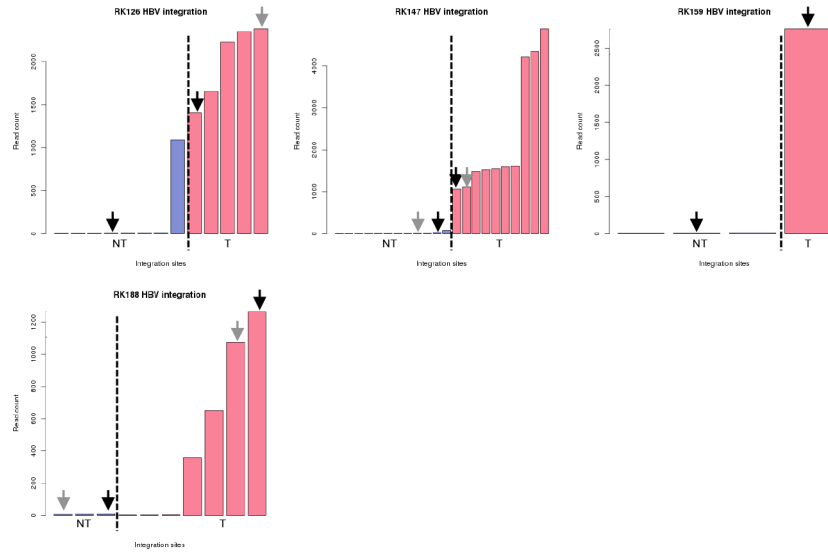 RK126 HBV integration
Read count
2000
1500
1000
500
0
NT
T
Integration sites
RK147 HBV integration
Read count
4000
3000
2000
1000
0
NT
T
Integration sites
RK159 HBV integration
Read count
2500
2000
1500
1000
500
0
NT
T
Integration sites
RK188 HBV integration
Read count
1200
1000
800
600
400
200
0
NT
T
Integration sites